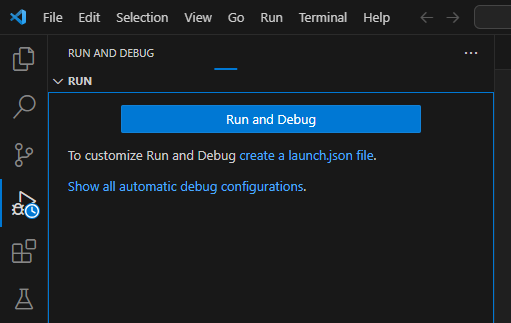 File Edit Selection View Go Run Terminal Help
RUN AND DEBUG
RUN
Run and Debug
To customize Run and Debug create a launch.json file.
Show all automatic debug configurations.